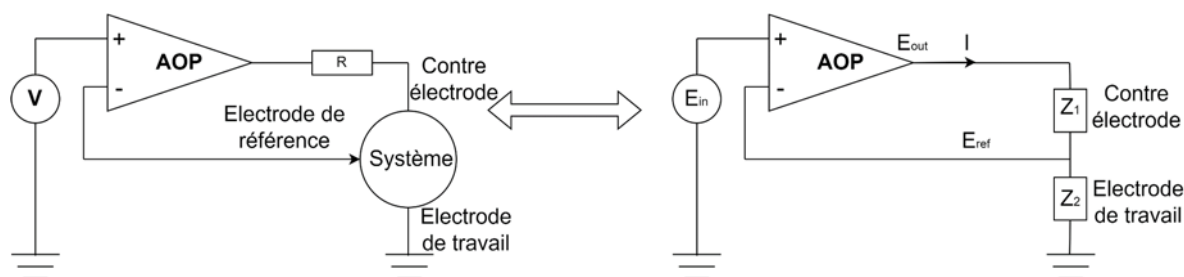 +
AOP
-
R
V
Contre
électrode
Electrode de
référence
Système
Electrode
de travail
+
AOP
-
Eout
I
Ein
Z1
Contre
électrode
Eref
Z2
Electrode
de travail